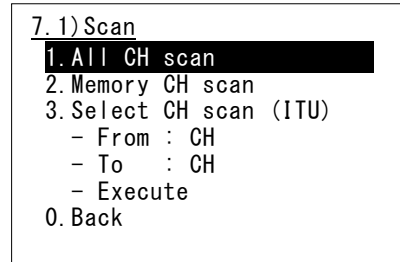 7.1)Scan
1.All CH scan
2.Memory CH scan
3.Select CH scan (ITU)
- From : CH
- To : CH
- Execute
0.Back